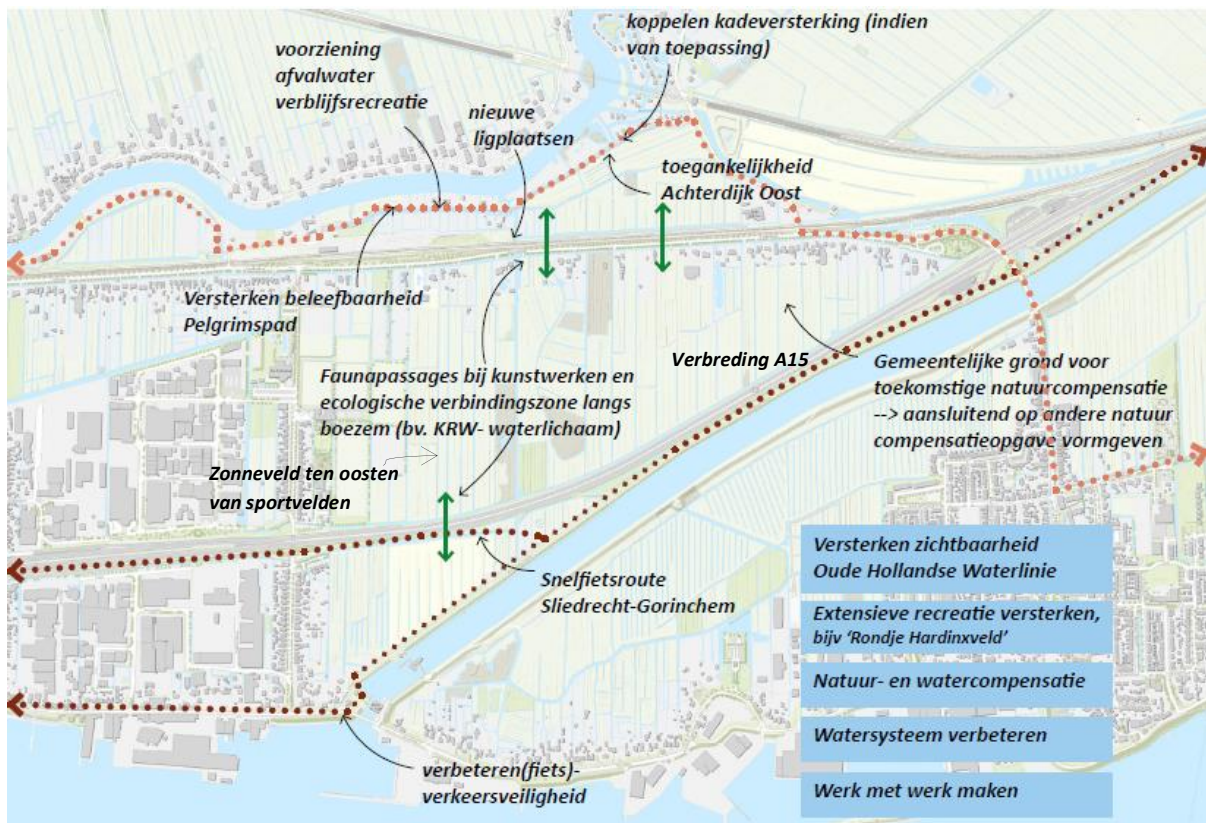 koppelen kadeversterking (indien
van toepassing)
voorziening
afvalwater
verblijfsrecreatie
nieuwe
ligplaatsen
toegankelijkheid
Achterdijk Oost
Versterken beleefbaarheid
Pelgrimspad
Verbreding A15
Gemeentelijke grond voor
toekomstige natuurcompensatie
--> aansluitend op andere natuur
compensatieopgave vormgeven
Faunapassages bij kunstwerken en
ecologische verbindingszone langs
boezem (bv. KRW- waterlichaam)
Zonneveld ten oosten
van sportvelden
Snelfietsroute
Sliedrecht-Gorinchem
verbeteren(fiets)-
verkeersveiligheid
Versterken zichtbaarheid
Oude Hollandse Waterlinie
Extensieve recreatie versterken,
bijv ‘Rondje Hardinxveld’
Natuur- en watercompensatie
Watersysteem verbeteren
Werk met werk maken